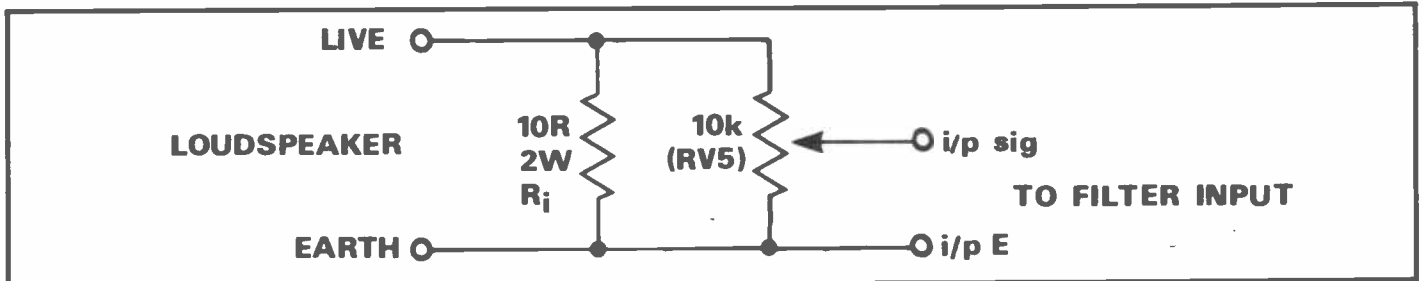 LIVE
LOUDSPEAKER
10R
2W
Ri
10k
(RV5)
i/p sig
TO FILTER INPUT
EARTH
i/p E